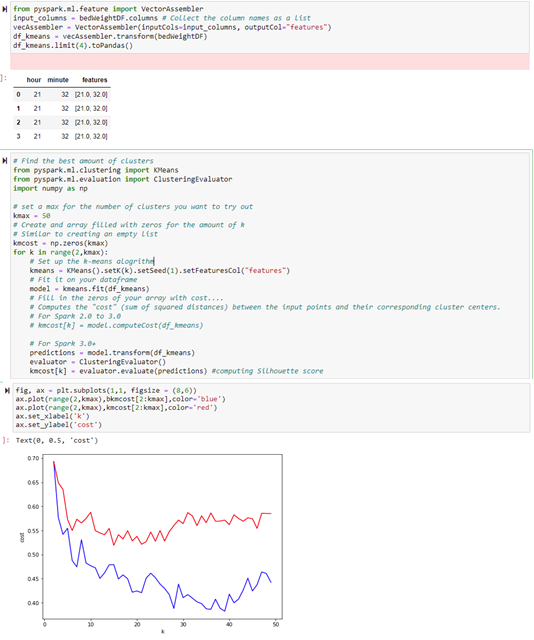 from pyspark.ml.feature import VectorAssembler
input_columns = bedWeightDF.columns # Collect the column names as a list
vecAssembler = VectorAssembler(inputCols=input_columns, outputCol="features")
df_kmeans = vecAssembler.transform(bedWeightDF)
df_kmeans.limit(4).toPandas()
]:
hour minute features
0 21 32 [21.0, 32.0]
1 21 32 [21.0, 32.0]
2 21 32 [21.0, 32.0]
3 21 32 [21.0, 32.0]
# Find the best amount of clusters
from pyspark.ml.clustering import KMeans
from pyspark.ml.evaluation import ClusteringEvaluator
import numpy as np
# set a max for the number of clusters you want to try out
kmax = 50
# Create and array filled with zeros for the amount of k
# Similar to creating an empty list
kmcost = np.zeros(kmax)
for k in range(2,kmax):
# Set up the k-means alogrithm
kmeans = KMeans().setK(k).setSeed(1).setFeaturesCol("features")
# Fit it on your dataframe
model = kmeans.fit(df_kmeans)
# Fill in the zeros of your array with cost....
# Computes the "cost" (sum of squared distances) between the input points and their corresponding cluster centers.
# For Spark 2.0 to 3.0
# kmcost[k] = model.computeCost(df_kmeans)
# For Spark 3.0+
predictions = model.transform(df_kmeans)
evaluator = ClusteringEvaluator()
kmcost[k] = evaluator.evaluate(predictions) #computing Silhouette score
fig, ax = plt.subplots(1,1, figsize = (8,6))
ax.plot(range(2,kmax),bkmcost[2:kmax],color='blue')
ax.plot(range(2,kmax),kmcost[2:kmax],color='red')
ax.set_xlabel('k')
ax.set_ylabel('cost')
]: Text(0, 0.5, 'cost')
0.70
0.65
0.60
0.55
0.50
0.45
0.40
cost
0 10 20 30 40 50
k